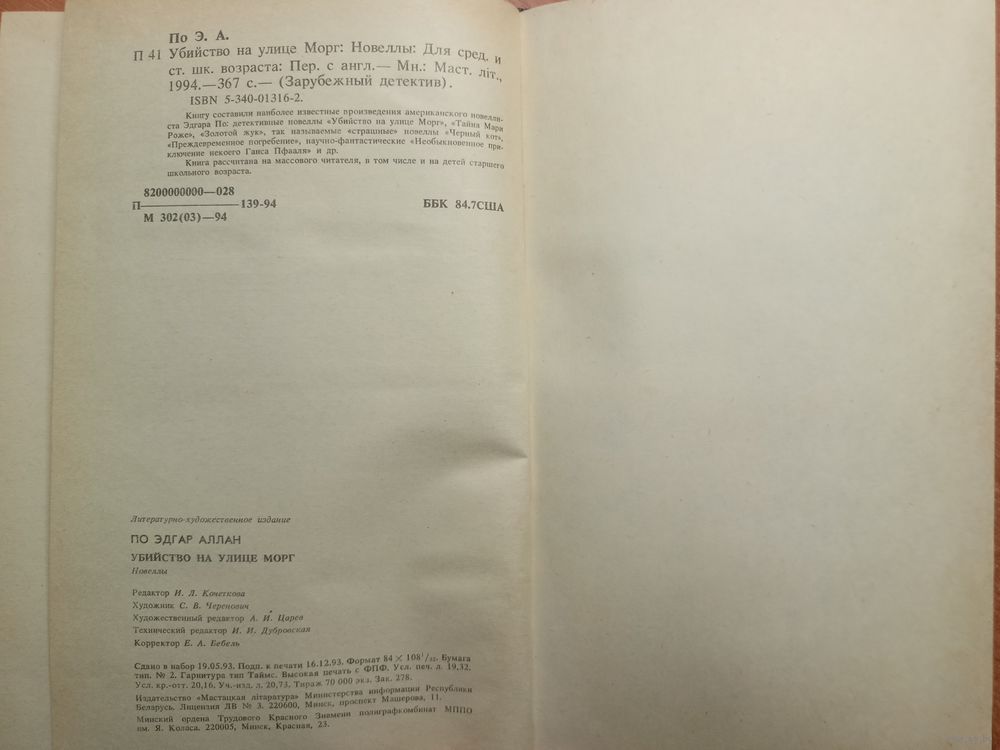 По Э. А.
П 41 Убийство на улице Морг: Новеллы: Для сред. и
ст. шк. возраста: Пер. с англ.— Мн.: Маст. літ.,
1994.—367 с.— (Зарубежный детектив).
ISBN 5-340-01316-2.
Книгу составили наиболее известные произведения американского новелли-
ста Эдгара По: детективные новеллы «Убийство на улице Морг», «Тайна Мари
Роже», «Золотой жук», так называемые «страшные» новеллы «Черный кот»,
«Преждевременное погребение», научно-фантастические «Необыкновенное при-
ключение некоего Ганса Пфааля» и др.
Книга рассчитана на массового читателя, в том числе и на детей старшего
школьного возраста.
8200000000—028
П————————139-94
М 302(03)—94
ББК 84.7США
Литературно-художественное издание
ПО ЭДГАР АЛЛАН
УБИЙСТВО НА УЛИЦЕ МОРГ
Новеллы
Редактор И. Л. Кочеткова
Художник С. В. Черенович
Художественный редактор А. И. Царев
Технический редактор И. И. Дубровская
Корректор Е. А. Бебель
Сдано в набор 19.05.93. Подп. к печати 16.12.93. Формат 84×108¹/₃₂. Бумага
тип. № 2. Гарнитура тип Таймс. Высокая печать с ФПФ. Усл. печ. л. 19,32.
Усл. кр.-отт. 20,16. Уч.-изд. л. 20,73. Тираж 70 000 экз. Зак. 278.
Издательство «Мастацкая літаратура» Министерства информации Республики
Беларусь. Лицензия ЛВ № 3. 220600, Минск, проспект Машерова, 11.
Минский ордена Трудового Красного Знамени полиграфкомбинат МППО
им. Я. Коласа. 220005, Минск, Красная, 23.